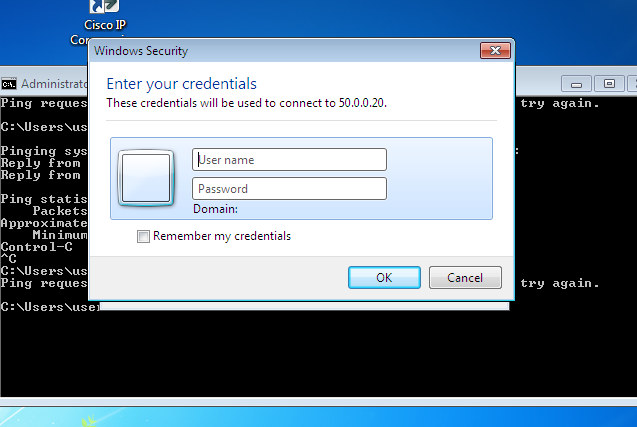 Cisco IP
Windows Security
Administrato
Enter your credentials
These credentials will be used to connect to 50.0.0.20.
Ping reques try again.
C:\Users\us
User name
Pinging sys :
Reply from
Reply from
Password
Ping statis
Domain:
Packets
Approximate
Minimum
Remember my credentials
Control-C
^C
C:\Users\us
OK
Cancel
Ping reques try again.
C:\Users\user